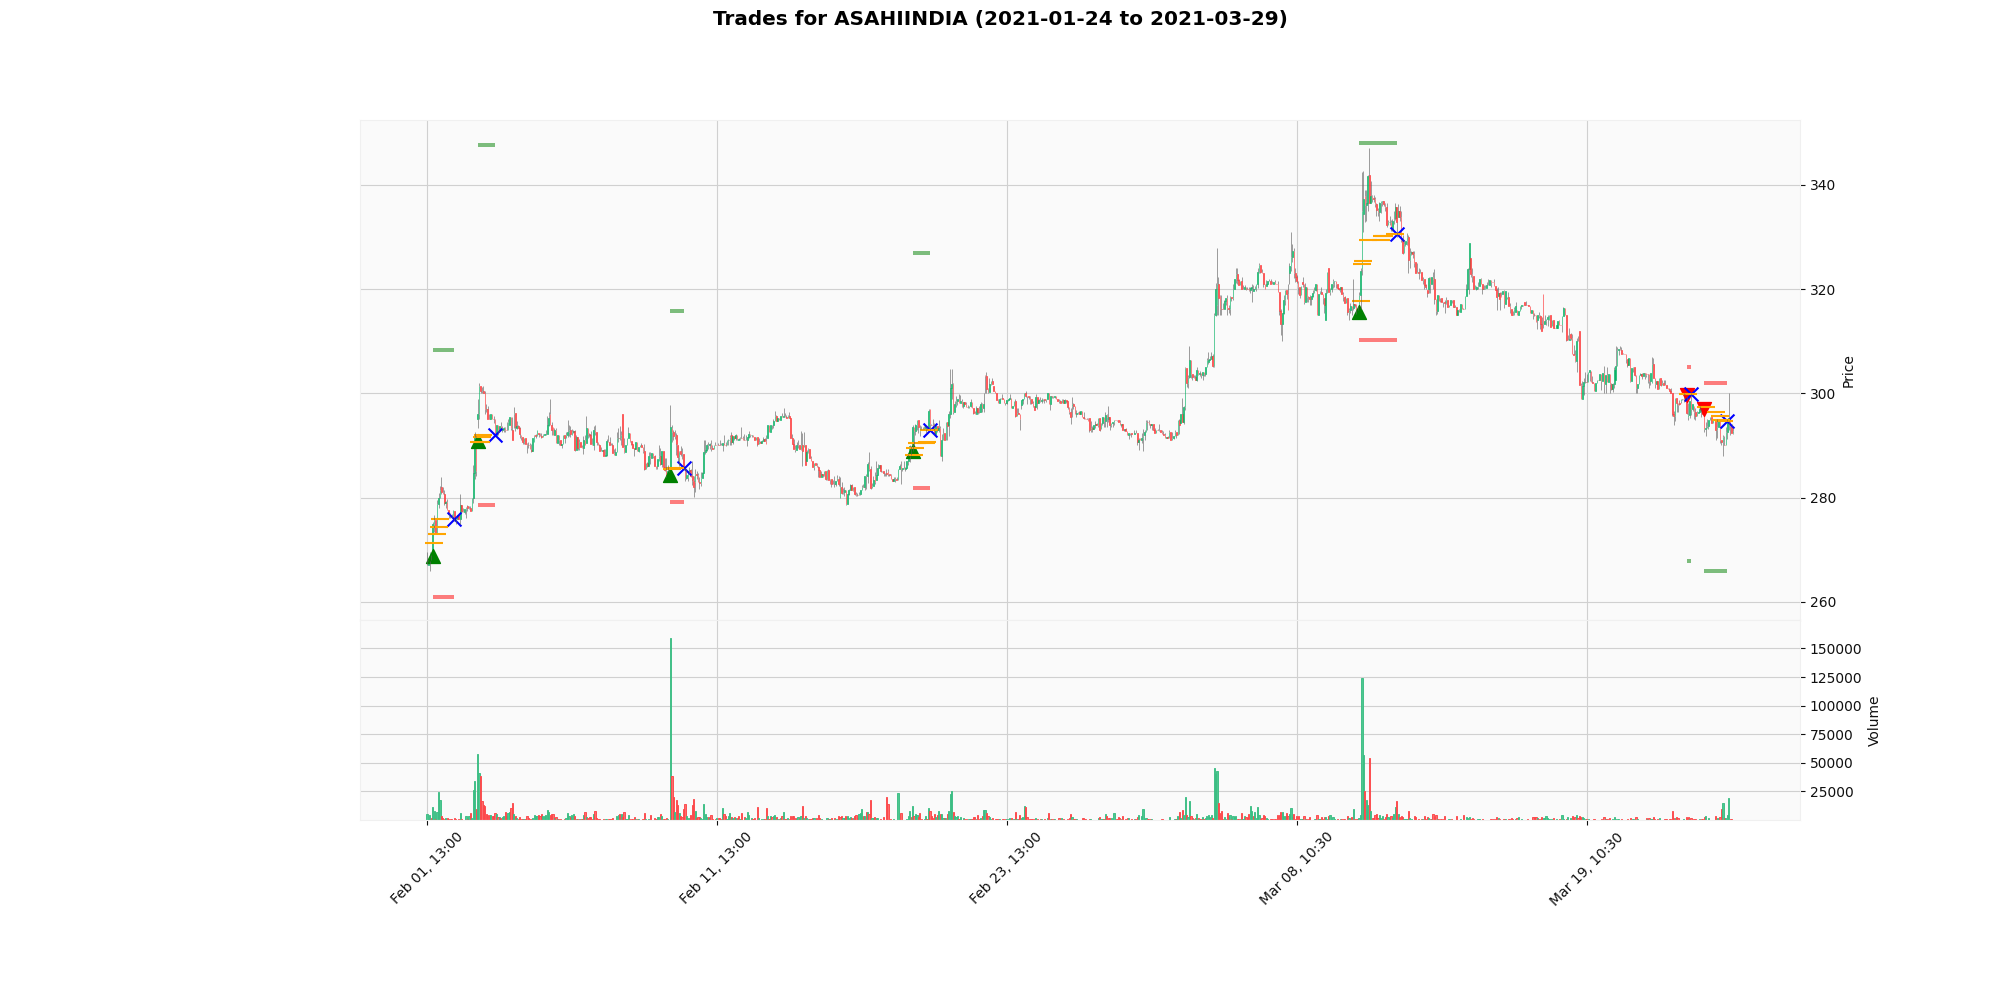 Trades for ASAHIINDIA (2021-01-24 to 2021-03-29)
340
320
300
280
260
Price
150000
125000
100000
75000
50000
25000
Volume
Feb 01, 13:00
Feb 11, 13:00
Feb 23, 13:00
Mar 08, 10:30
Mar 19, 10:30